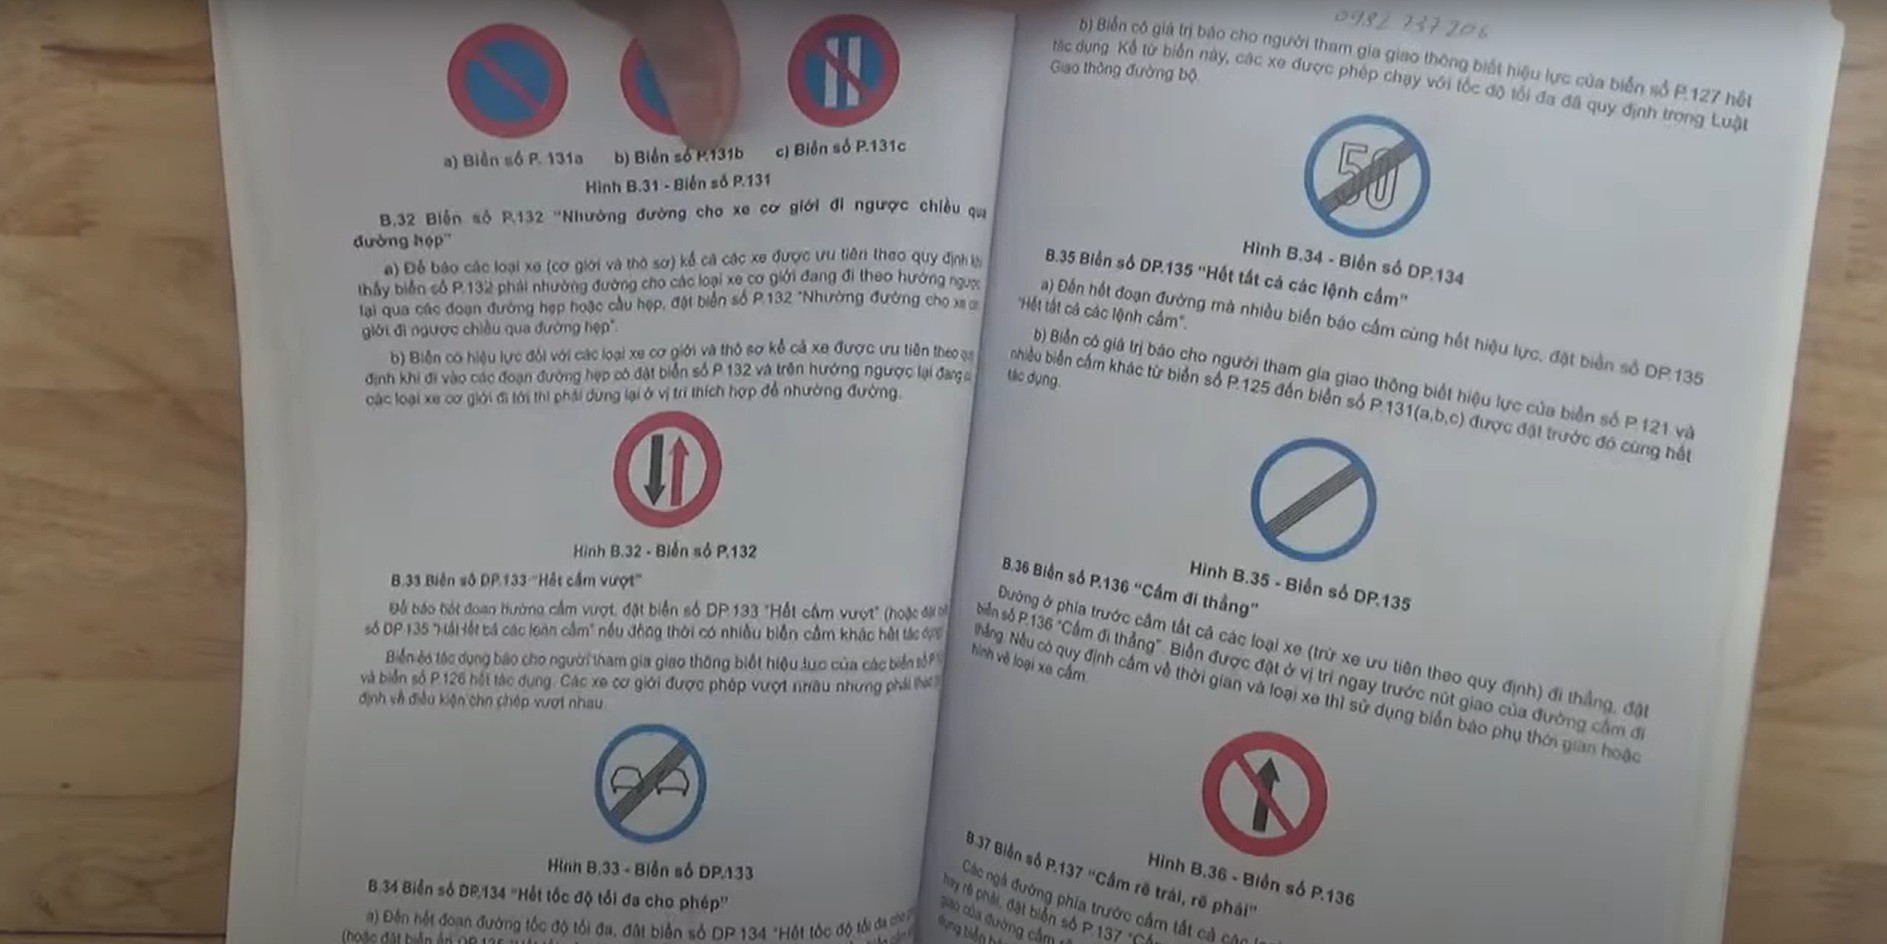 a) Biển số P. 131a b) Biển số P.131b c) Biển số P.131c
Hình B.31 - Biển số P.131
B.32 Biển số P.132 "Nhường đường cho xe cơ giới đi ngược chiều qua
đường hẹp"
a) Để báo các loại xe (cơ giới và thô sơ) kể cả các xe được ưu tiên theo quy định khi
thấy biển số P.132 phải nhường đường cho các loại xe cơ giới đang đi theo hướng ngược
lại qua các đoạn đường hẹp hoặc cầu hẹp, đặt biển số P.132 "Nhường đường cho xe cơ
giới đi ngược chiều qua đường hẹp".
b) Biển có hiệu lực đối với các loại xe cơ giới và thô sơ kể cả xe được ưu tiên theo
định khi đi vào các đoạn đường hẹp có đặt biển số P.132 và trên hướng ngược lại đang
các loại xe cơ giới đi tới thì phải dừng lại ở vị trí thích hợp để nhường đường.
Hình B.32 - Biển số P.132
B.33 Biển số DP.133 "Hết cấm vượt"
Để báo hết đoạn đường cấm vượt, đặt biển số DP.133 "Hết cấm vượt" (hoặc đặt
số DP.135 nếu đồng thời có nhiều biển cấm khác hết tác dụng
Biển có tác dụng báo cho người tham gia giao thông biết hiệu lực của các biển số
và biển số P.126 hết tác dụng. Các xe cơ giới được phép vượt nhau nhưng phải
định về điều kiện cho phép vượt nhau
Hình B.33 - Biển số DP.133
B.34 Biển số DP.134 "Hết tốc độ tối đa cho phép"
a) Đến hết đoạn đường tốc độ tối đa, đặt biển số DP.134 "Hết tốc độ tối đa cho
(hoặc đặt biển
0982 737 206
b) Biển có giá trị báo cho người tham gia giao thông biết hiệu lực của biển số P.127 hết
tác dụng. Kể từ biển này, các xe được phép chạy với tốc độ tối đa đã quy định trong Luật
Giao thông đường bộ.
50
Hình B.34 - Biển số DP.134
B.35 Biển số DP.135 "Hết tất cả các lệnh cấm"
a) Đến hết đoạn đường mà nhiều biển báo cấm cùng hết hiệu lực, đặt biển số DP.135
"Hết tất cả các lệnh cấm".
b) Biển có giá trị báo cho người tham gia giao thông biết hiệu lực của biển số P.121 và
nhiều biển cấm khác từ biển số P.125 đến biển số P.131(a,b,c) được đặt trước đó cùng hết
tác dụng.
Hình B.35 - Biển số DP.135
B.36 Biển số P.136 "Cấm đi thẳng"
Đường ở phía trước cấm tất cả các loại xe (trừ xe ưu tiên theo quy định) đi thẳng, đặt
biển số P.136 "Cấm đi thẳng". Biển được đặt ở vị trí ngay trước nút giao của đường cấm đi
thẳng. Nếu có quy định cấm về thời gian và loại xe thì sử dụng biển báo phụ thời gian hoặc
hình vẽ loại xe cấm.
Hình B.36 - Biển số P.136
B.37 Biển số P.137 "Cấm rẽ trái, rẽ phải"
Các ngả đường phía trước cấm tất cả các
hay rẽ phải, đặt biển số P.137
giao của đường cấm
dụng biển